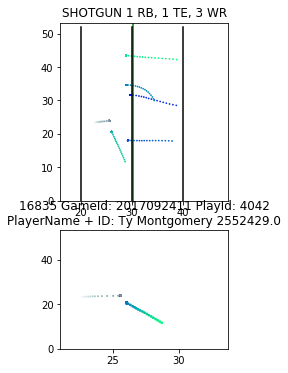 SHOTGUN 1 RB, 1 TE, 3 WR
50
40
30
20
10
0
20 30 40
16835 GameId: 2017092411 PlayId: 4042
PlayerName + ID: Ty Montgomery 2552429.0
40
20
0
25 30